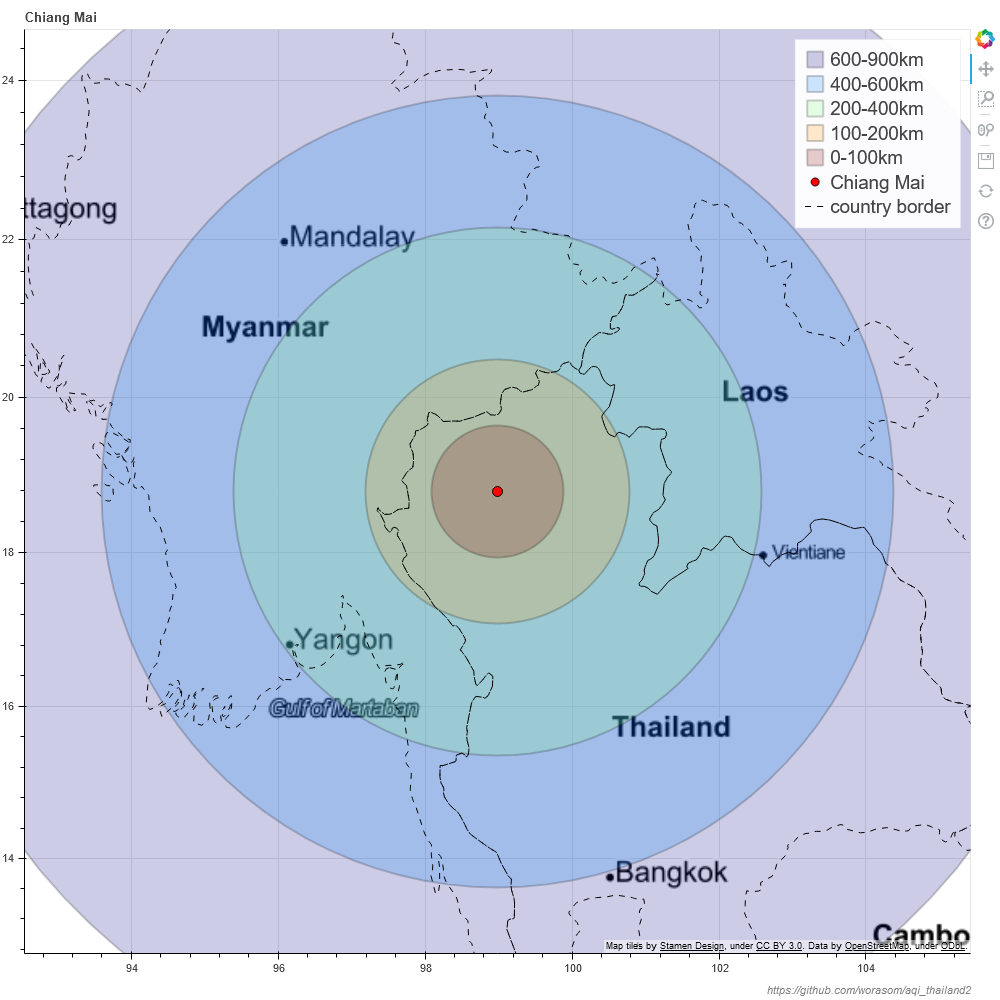 Chiang Mai
600-900km
400-600km
200-400km
100-200km
0-100km
Chiang Mai
country border
24
22
20
18
16
14
ttagong
Mandalay
Myanmar
Laos
Vientiane
Yangon
Gulf of Martaban
Thailand
Bangkok
Cambo
Map tiles by Stamen Design, under CC BY 3.0. Data by OpenStreetMap, under ODbL.
94
96
98
100
102
104
https://github.com/worasom/aqi_thailand2